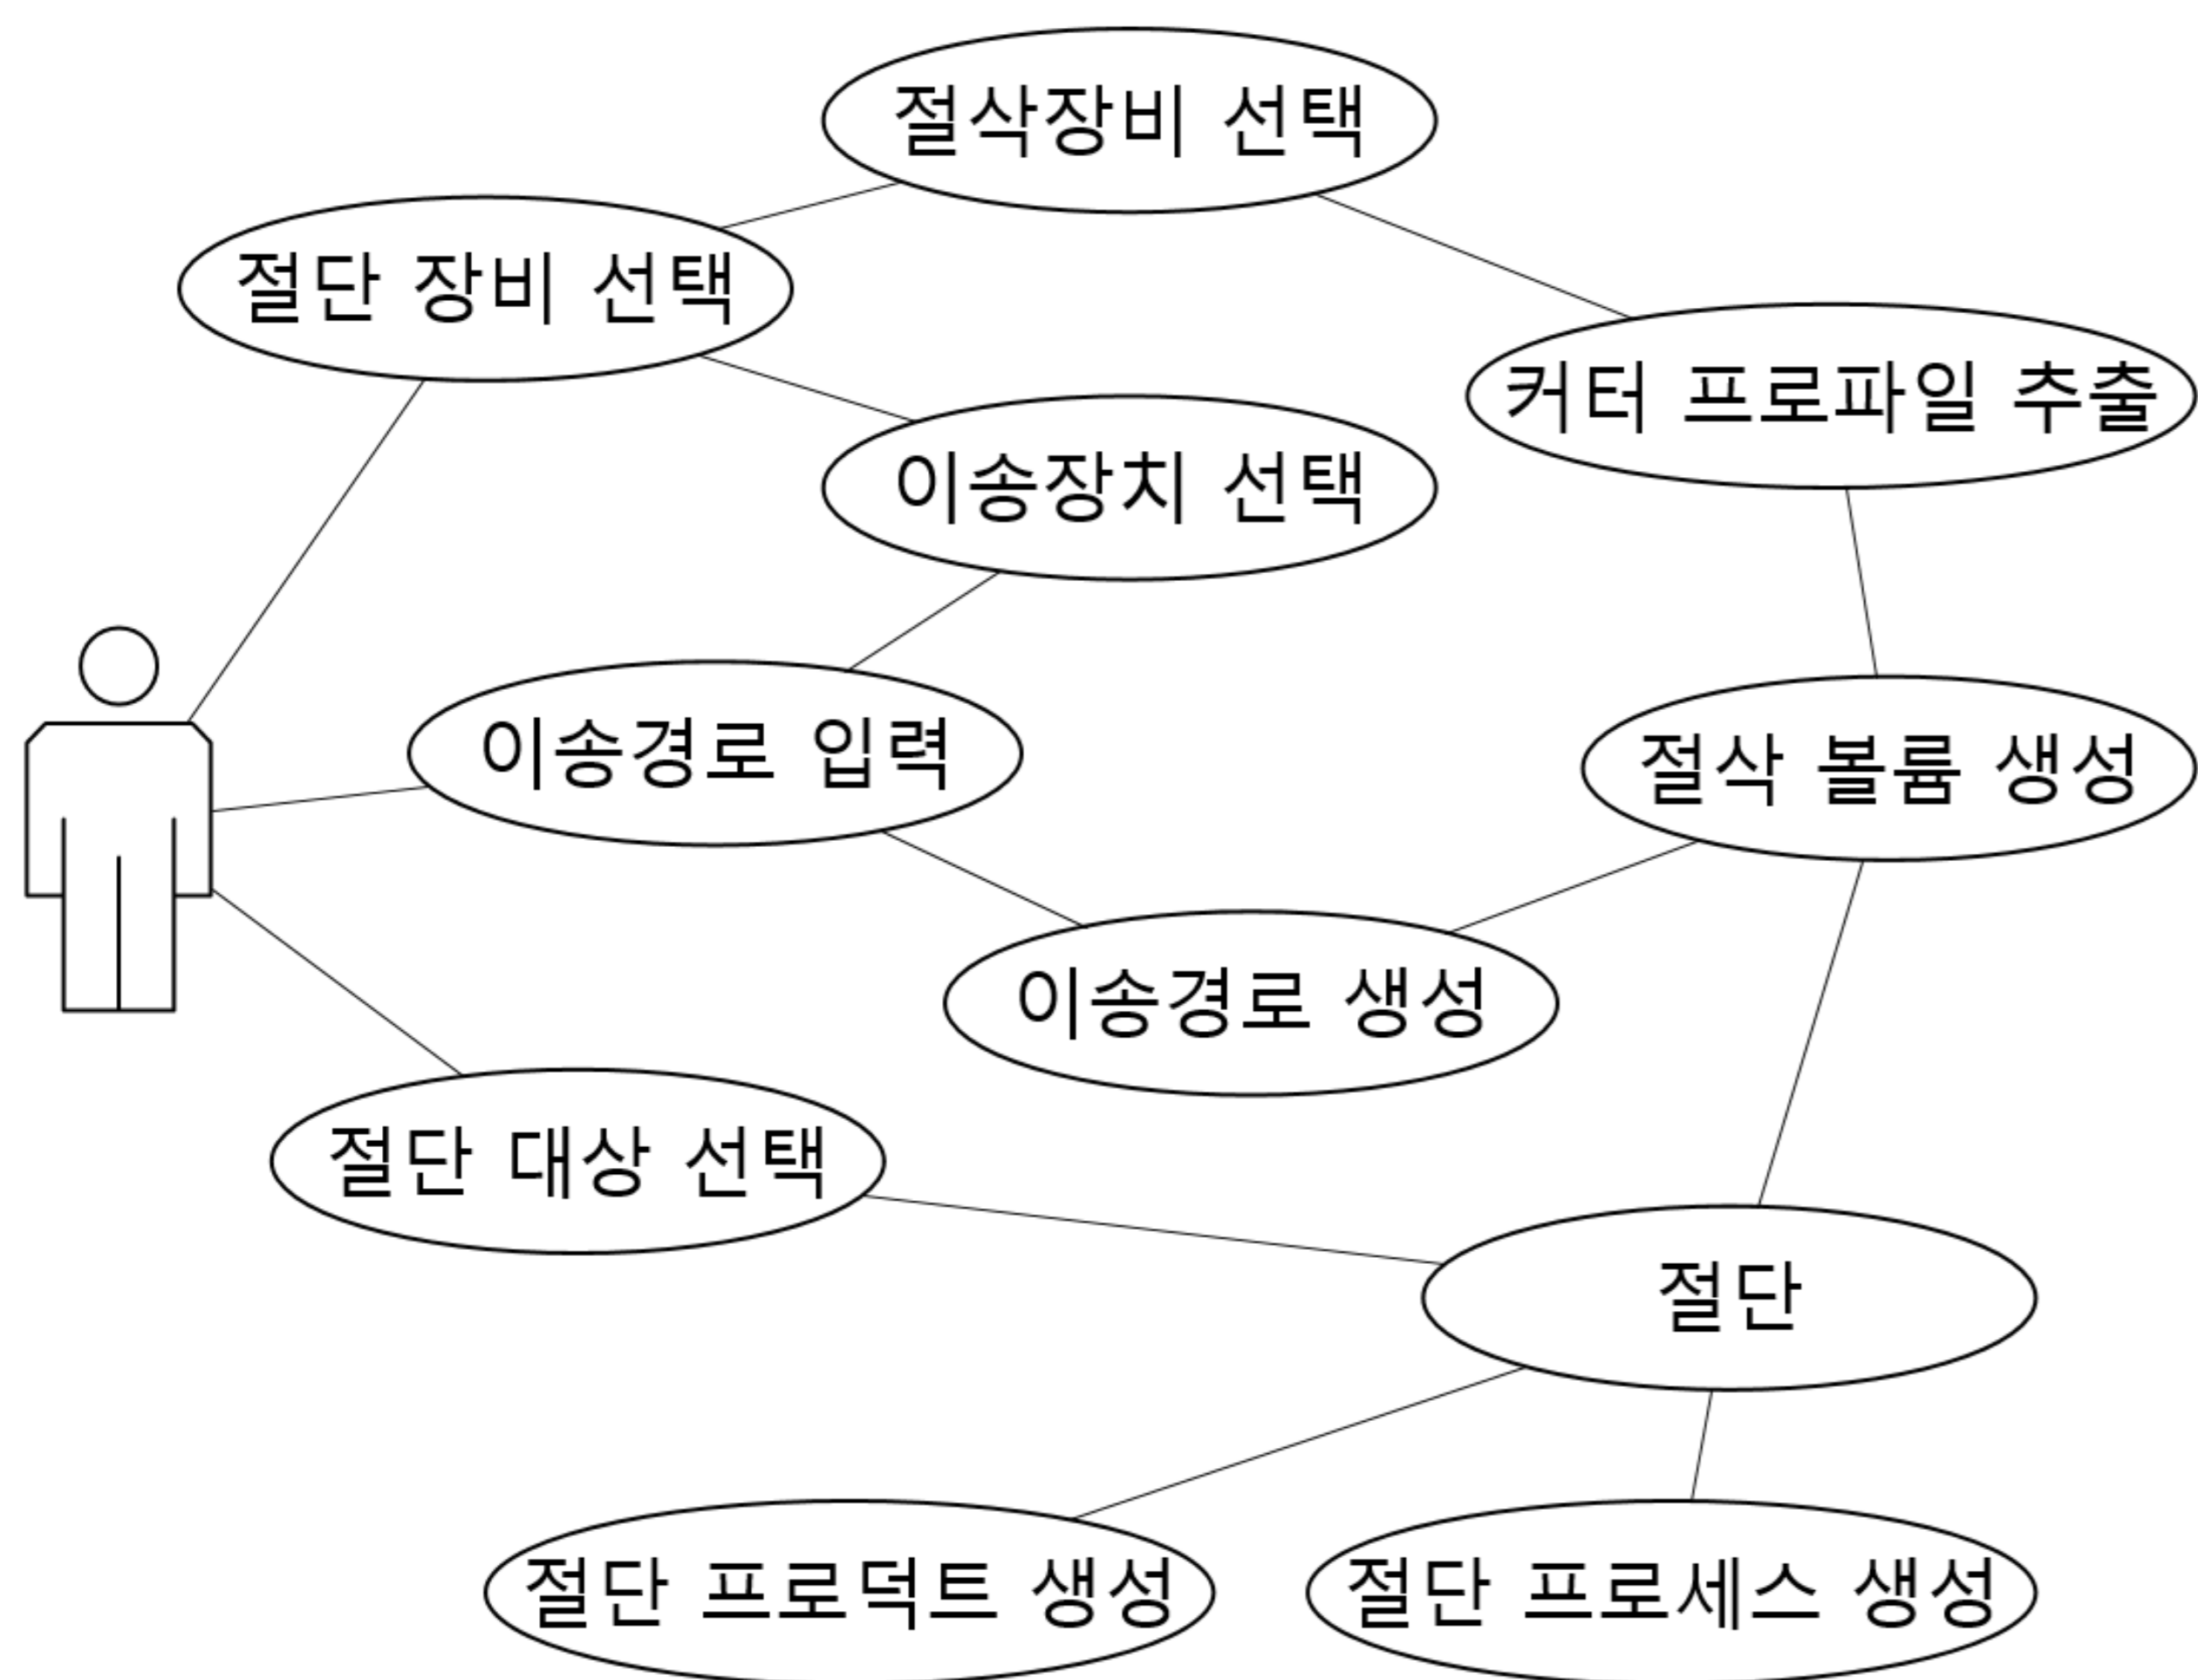 절삭장비 선택
절단 장비 선택
커터 프로파일 추출
이송장치 선택
이송경로 입력
절삭 볼륨 생성
이송경로 생성
절단 대상 선택
절단
절단 프로덕트 생성
절단 프로세스 생성